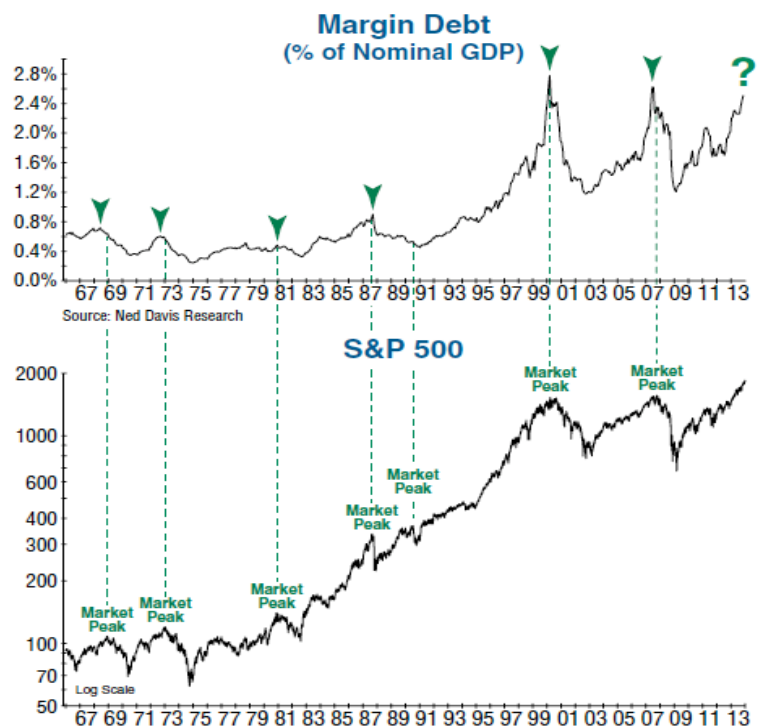 Margin Debt
(% of Nominal GDP)
?
2.8%
2.4%
2.0%
1.6%
1.2%
0.8%
0.4%
0.0%
67 69 71 73 75 77 79 81 83 85 87 89 91 93 95 97 99 01 03 05 07 09 11 13
Source: Ned Davis Research
S&P 500
2000
1000
600
400
300
200
100
70
50
Market
Peak
Market
Peak
Market
Peak
Market
Peak
Market
Peak
Market
Peak
Market
Peak
Log Scale
67 69 71 73 75 77 79 81 83 85 87 89 91 93 95 97 99 01 03 05 07 09 11 13